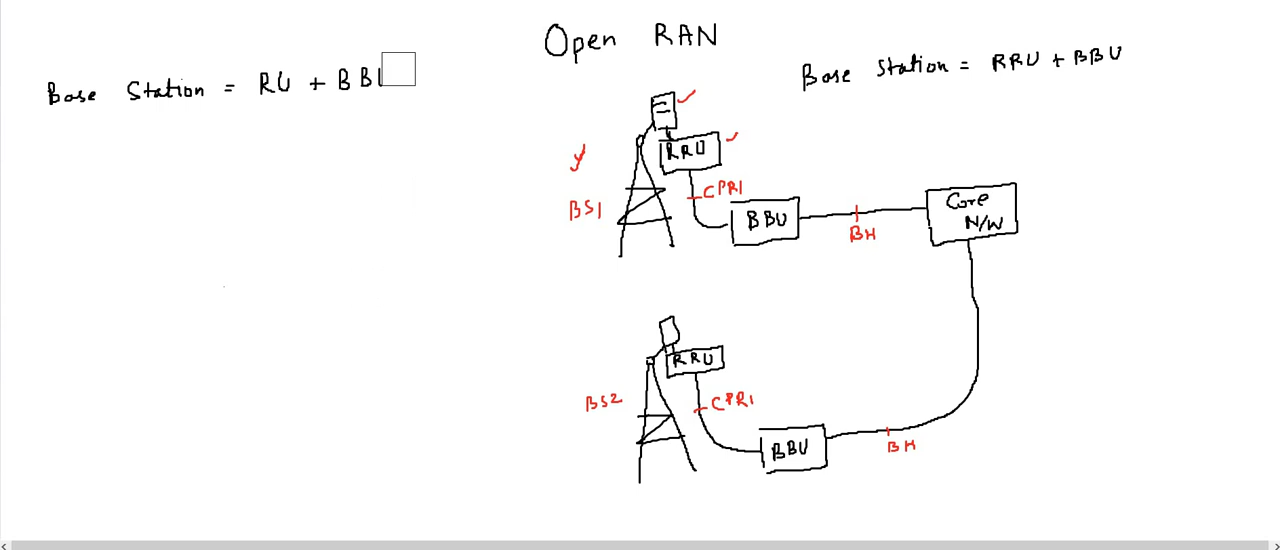 Open RAN
Base Station = RU + BBU
Base Station = RRU + BBU
RRU
CPRI
BS1
BBU
BH
Core
N/W
RRU
BS2
CPRI
BBU
BH